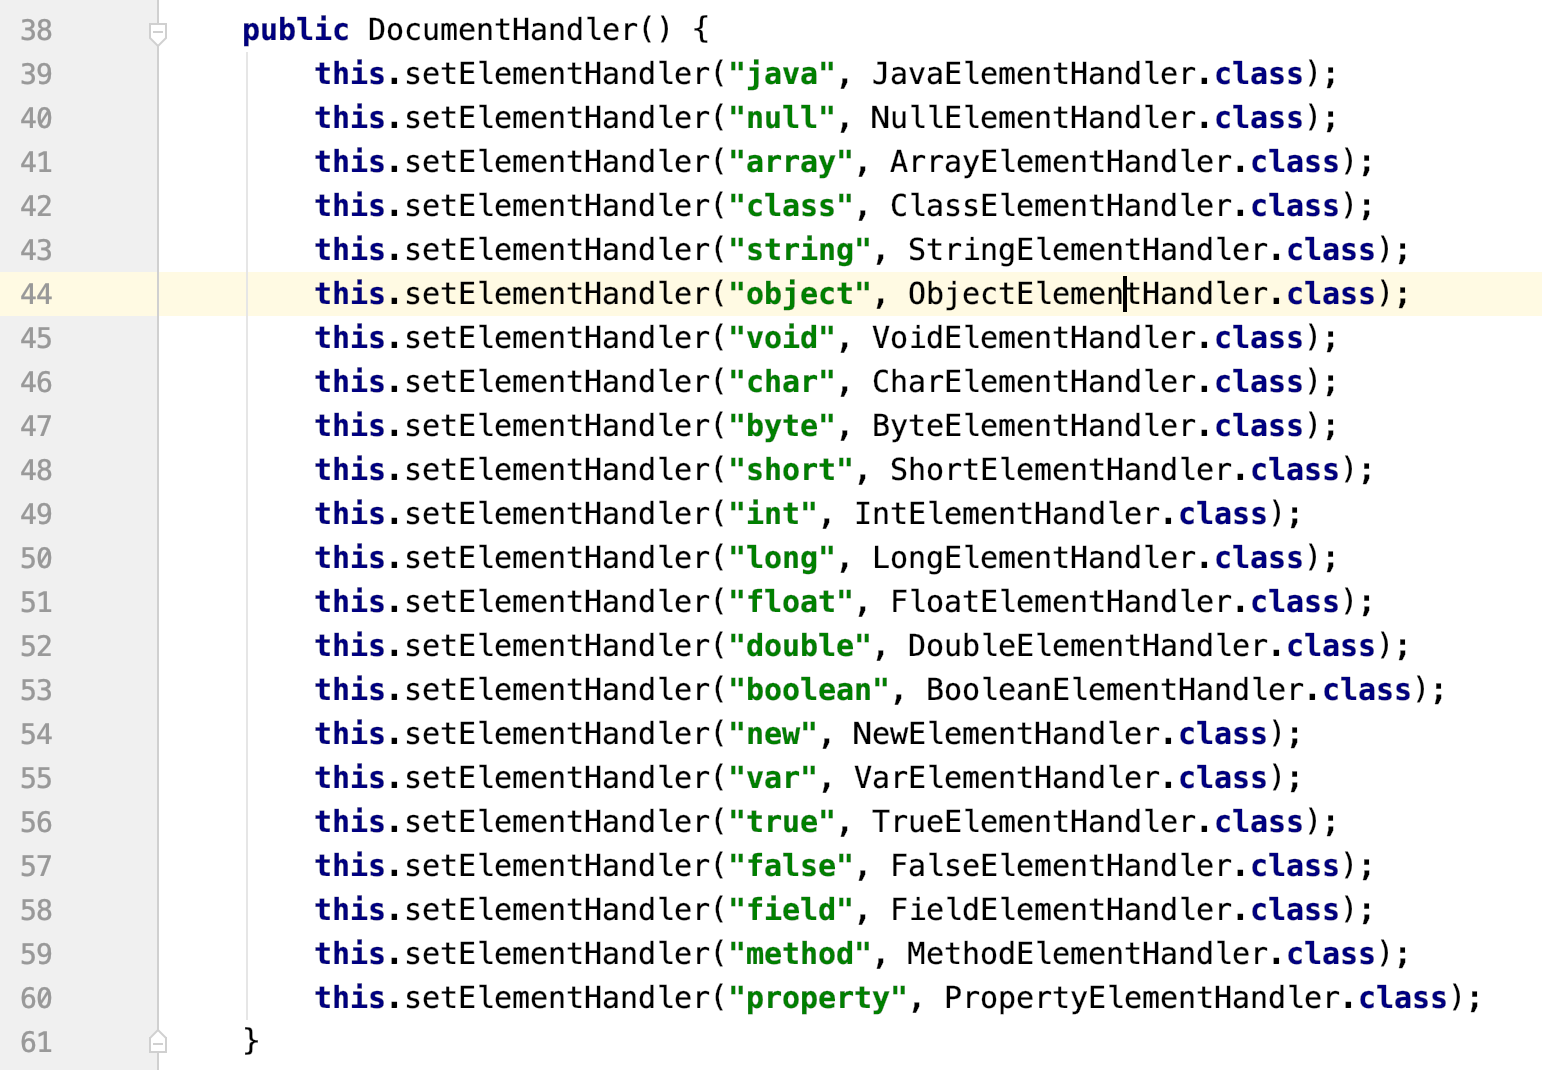 38 public DocumentHandler() {
39 this.setElementHandler("java", JavaElementHandler.class);
40 this.setElementHandler("null", NullElementHandler.class);
41 this.setElementHandler("array", ArrayElementHandler.class);
42 this.setElementHandler("class", ClassElementHandler.class);
43 this.setElementHandler("string", StringElementHandler.class);
44 this.setElementHandler("object", ObjectElementHandler.class);
45 this.setElementHandler("void", VoidElementHandler.class);
46 this.setElementHandler("char", CharElementHandler.class);
47 this.setElementHandler("byte", ByteElementHandler.class);
48 this.setElementHandler("short", ShortElementHandler.class);
49 this.setElementHandler("int", IntElementHandler.class);
50 this.setElementHandler("long", LongElementHandler.class);
51 this.setElementHandler("float", FloatElementHandler.class);
52 this.setElementHandler("double", DoubleElementHandler.class);
53 this.setElementHandler("boolean", BooleanElementHandler.class);
54 this.setElementHandler("new", NewElementHandler.class);
55 this.setElementHandler("var", VarElementHandler.class);
56 this.setElementHandler("true", TrueElementHandler.class);
57 this.setElementHandler("false", FalseElementHandler.class);
58 this.setElementHandler("field", FieldElementHandler.class);
59 this.setElementHandler("method", MethodElementHandler.class);
60 this.setElementHandler("property", PropertyElementHandler.class);
61 }